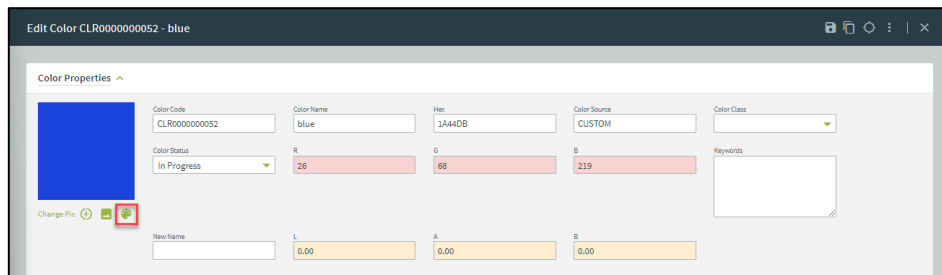 Edit Color CLR0000000052 - blue
Color Properties
Color Code Color Name Hex Color Source Color Class
CLR0000000052 blue 1A44DB CUSTOM
Color Status R G B Keywords
In Progress 26 68 219
Change Pic
New Name L A B
0.00 0.00 0.00